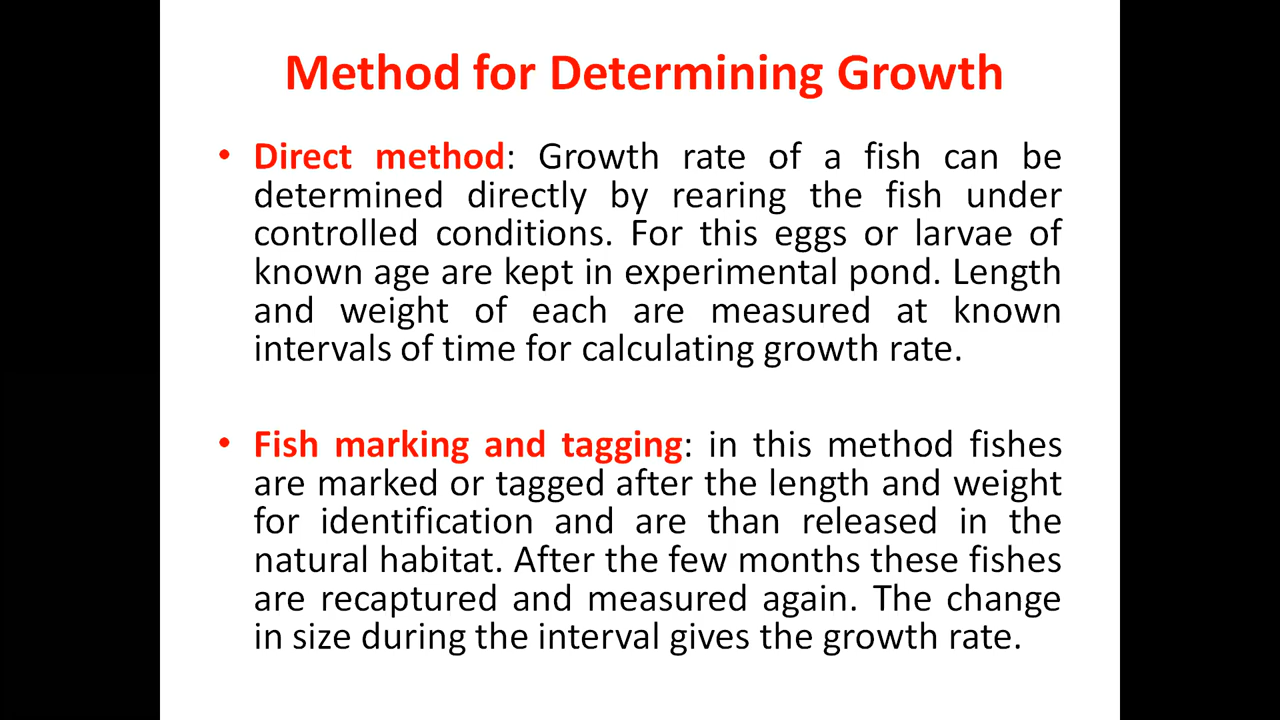 Method for Determining Growth
• Direct method: Growth rate of a fish can be
determined directly by rearing the fish under
controlled conditions. For this eggs or larvae of
known age are kept in experimental pond. Length
and weight of each are measured at known
intervals of time for calculating growth rate.
• Fish marking and tagging: in this method fishes
are marked or tagged after the length and weight
for identification and are than released in the
natural habitat. After the few months these fishes
are recaptured and measured again. The change
in size during the interval gives the growth rate.